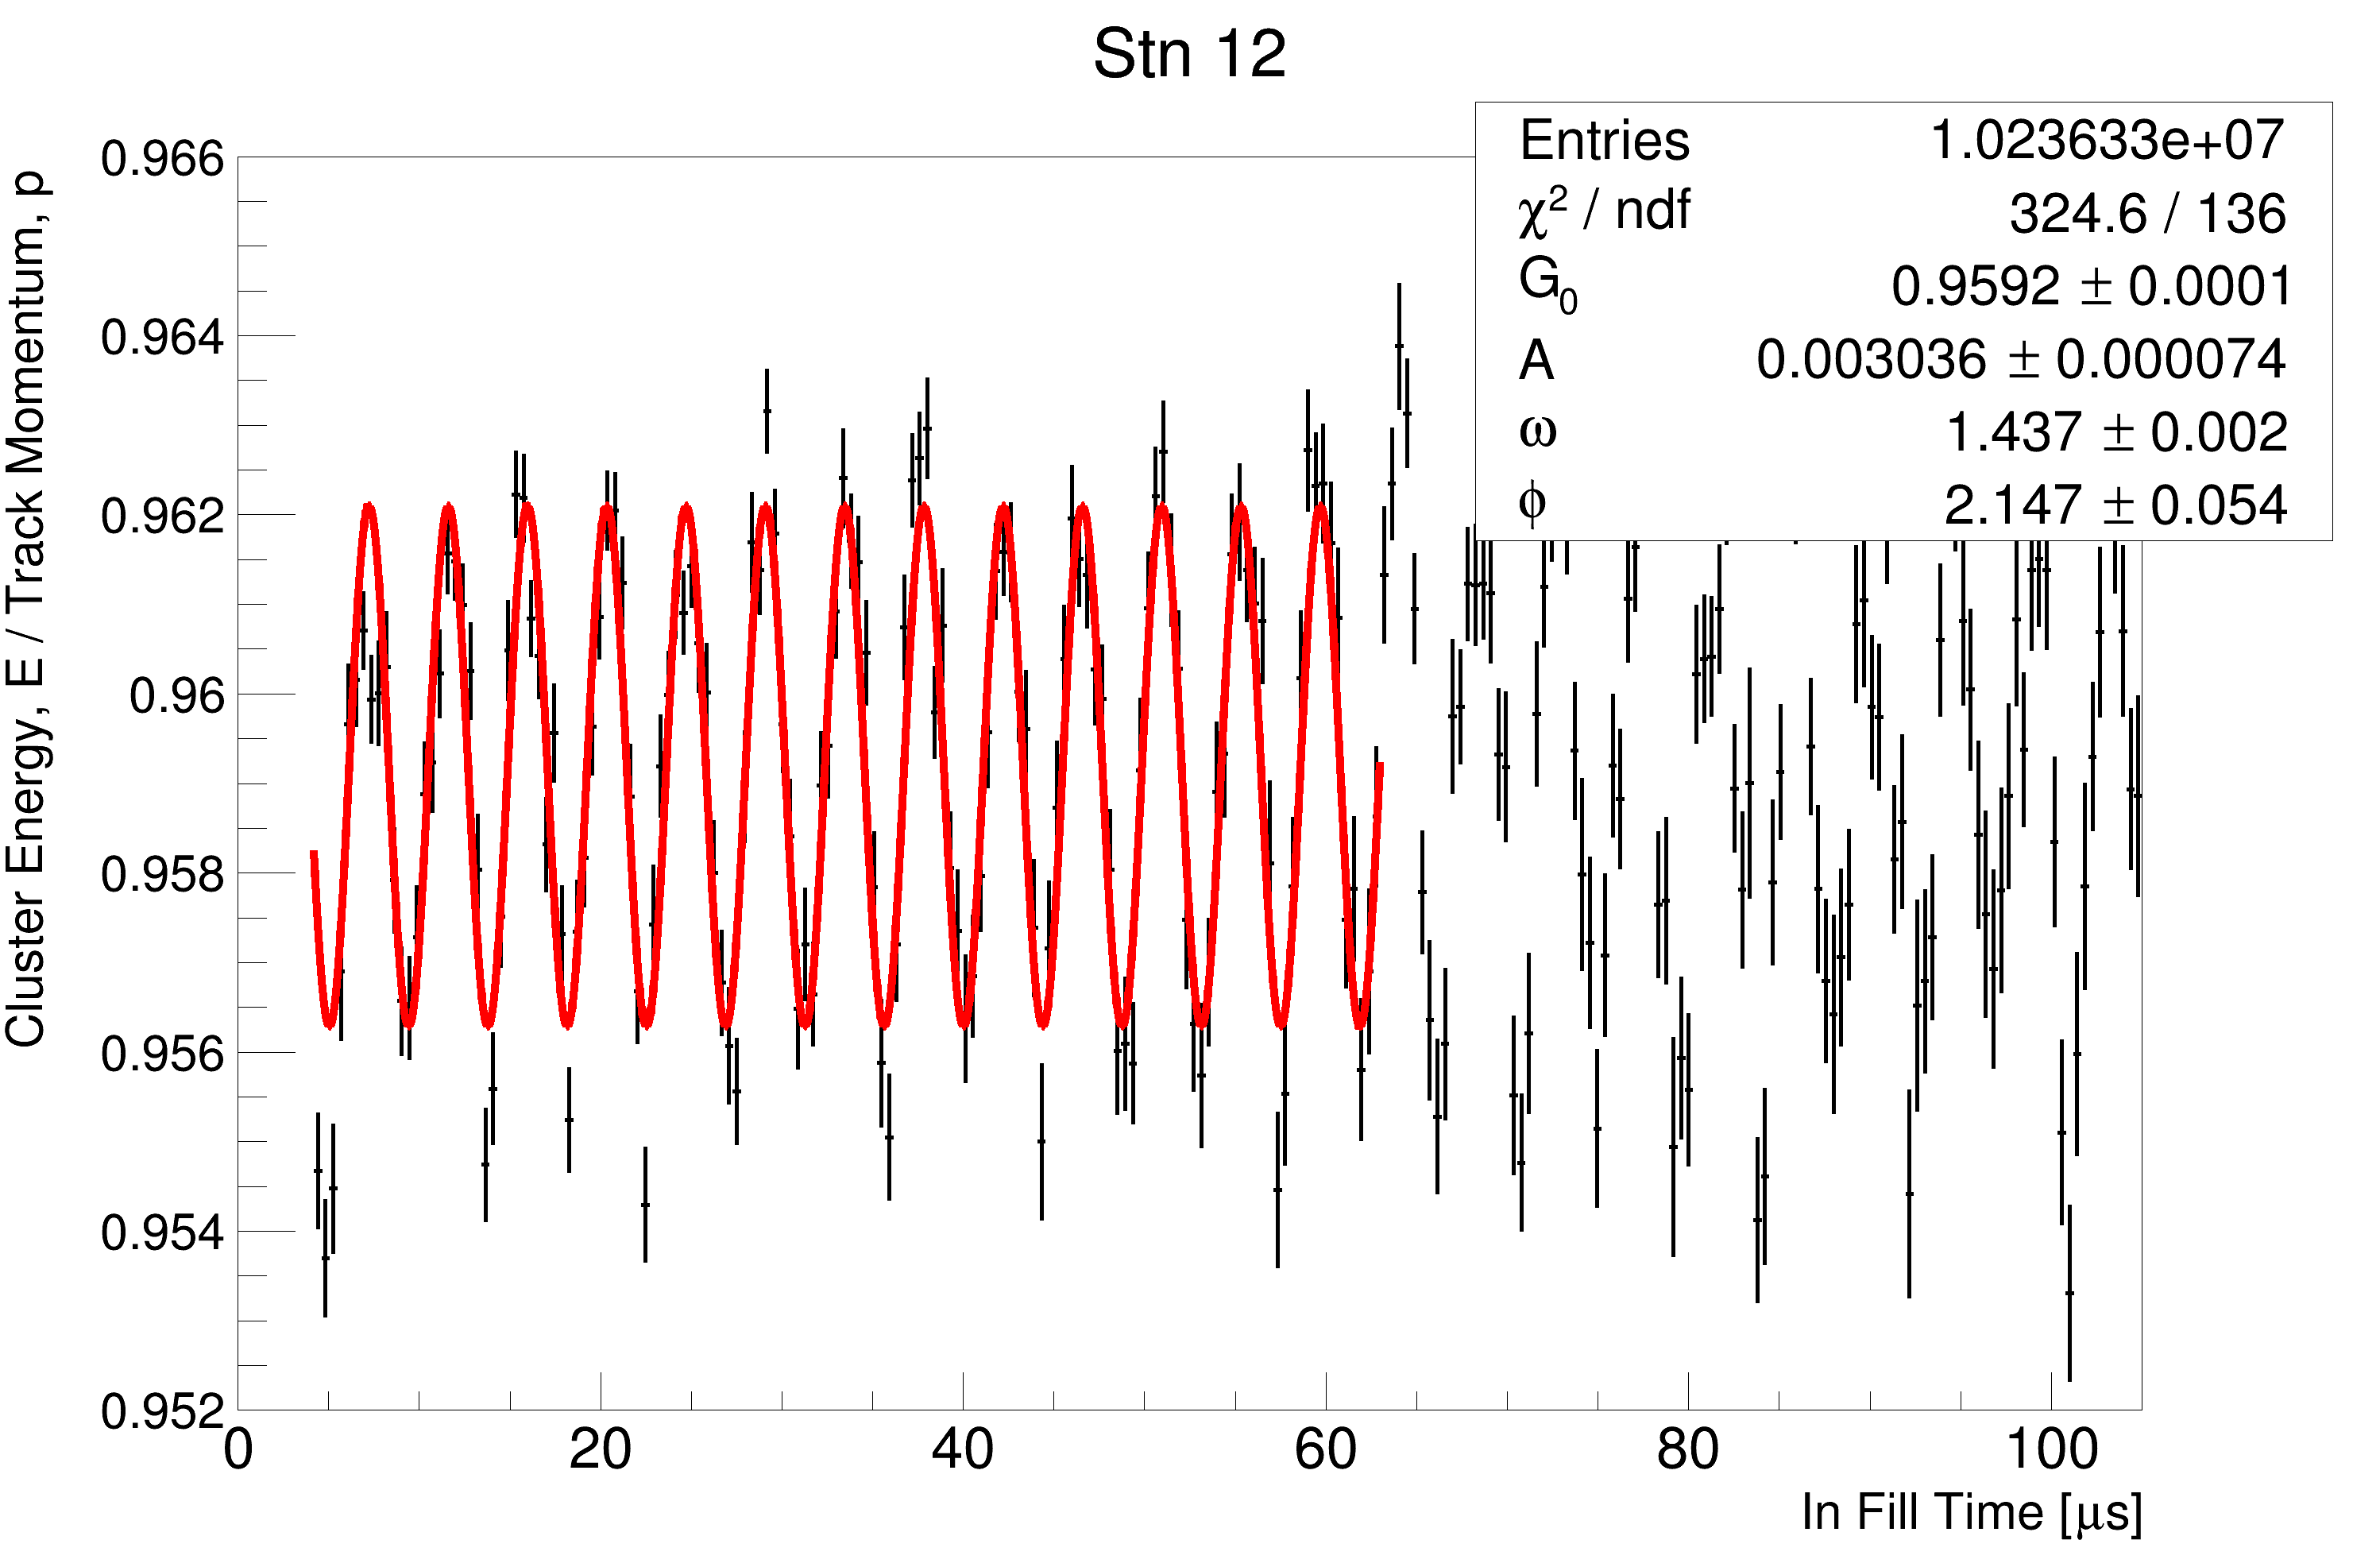 Stn 12
Entries 1.023633e+07
χ² / ndf 324.6 / 136
G₀ 0.9592 ± 0.0001
A 0.003036 ± 0.000074
ω 1.437 ± 0.002
ϕ 2.147 ± 0.054
Cluster Energy, E / Track Momentum, p
0.966
0.964
0.962
0.96
0.958
0.956
0.954
0.952
0 20 40 60 80 100
In Fill Time [μs]